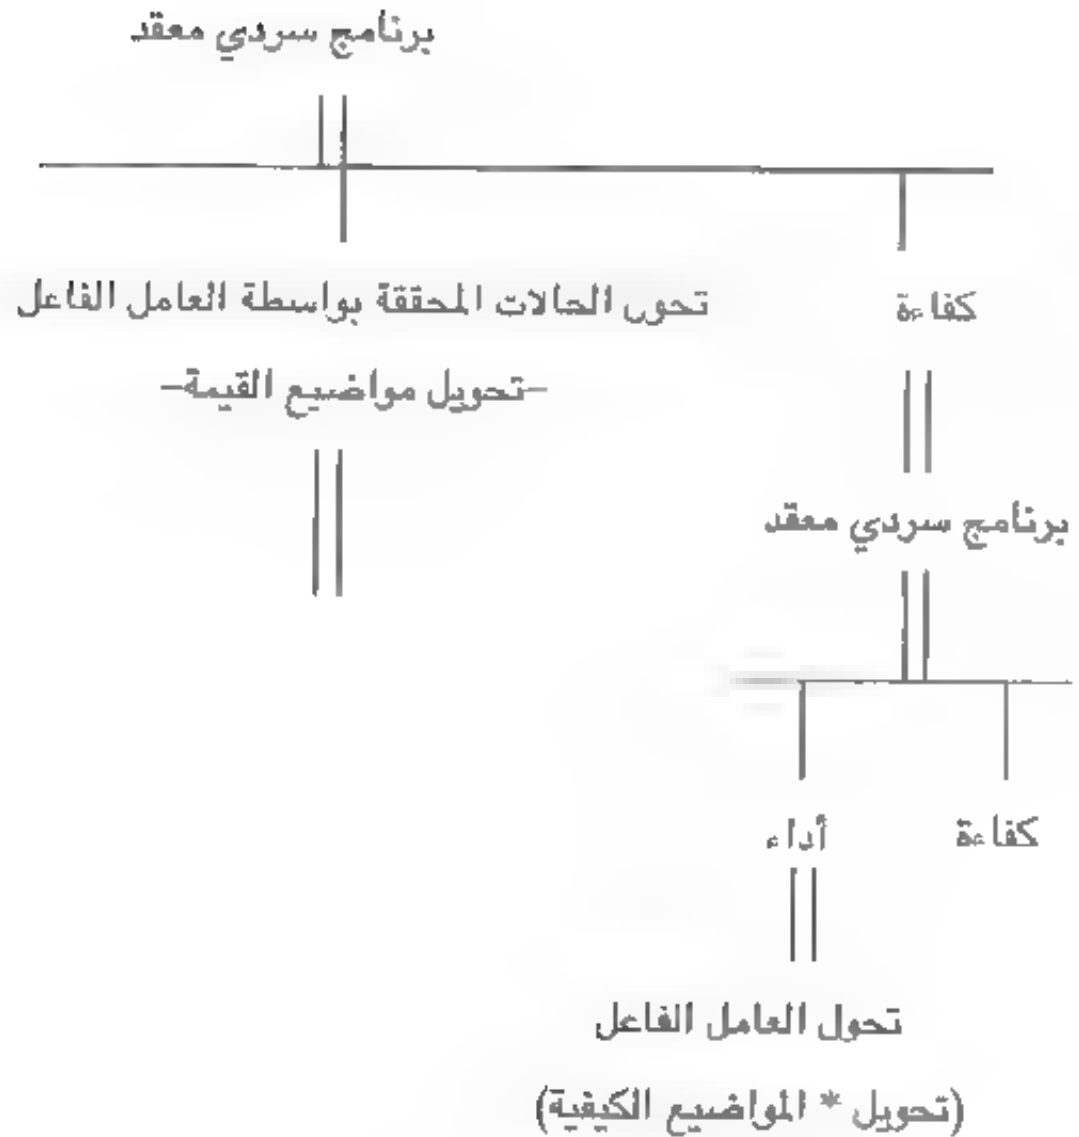 برنامج سردي معقد
كفاءة
تحول الحالات المحققة بواسطة العامل الفاعل
-تحويل مواضيع القيمة-
برنامج سردي معقد
كفاءة
أداء
تحول العامل الفاعل
(تحويل * المواضيع الكيفية)